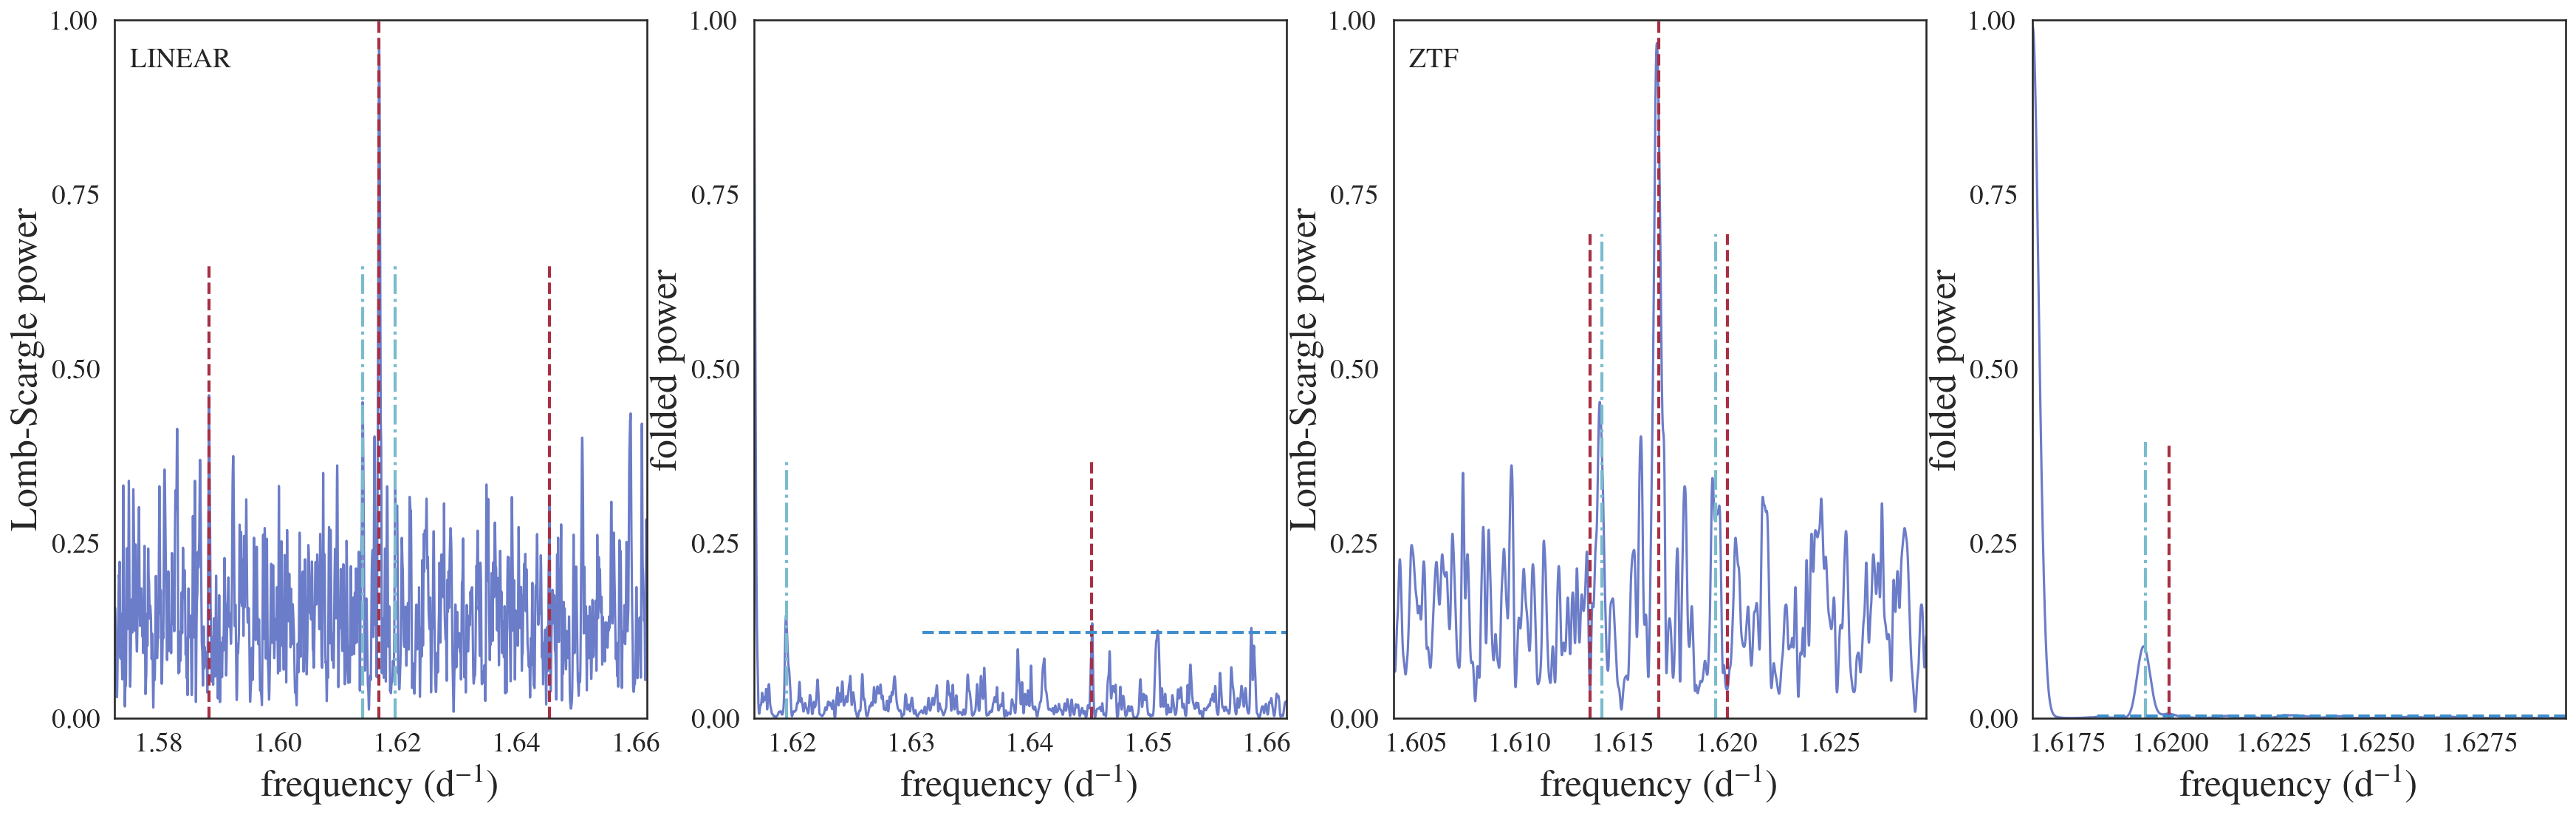 LINEAR
Lomb-Scargle power
1.00
0.75
0.50
0.25
0.00
1.58 1.60 1.62 1.64 1.66
frequency (d⁻¹)
folded power
1.00
0.75
0.50
0.25
0.00
1.62 1.63 1.64 1.65 1.66
frequency (d⁻¹)
ZTF
Lomb-Scargle power
1.00
0.75
0.50
0.25
0.00
1.605 1.610 1.615 1.620 1.625
frequency (d⁻¹)
folded power
1.00
0.75
0.50
0.25
0.00
1.6175 1.6200 1.6225 1.6250 1.6275
frequency (d⁻¹)